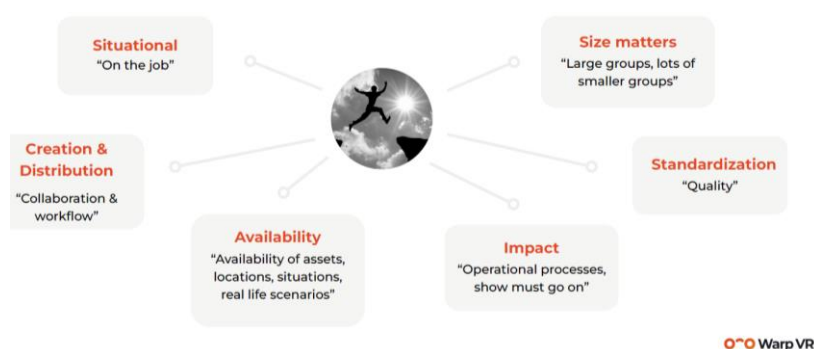 Situational
“On the job”
Size matters
“Large groups, lots of
smaller groups”
Creation &
Distribution
“Collaboration &
workflow”
Standardization
“Quality”
Availability
“Availability of assets,
locations, situations,
real life scenarios”
Impact
“Operational processes,
show must go on”
Warp VR